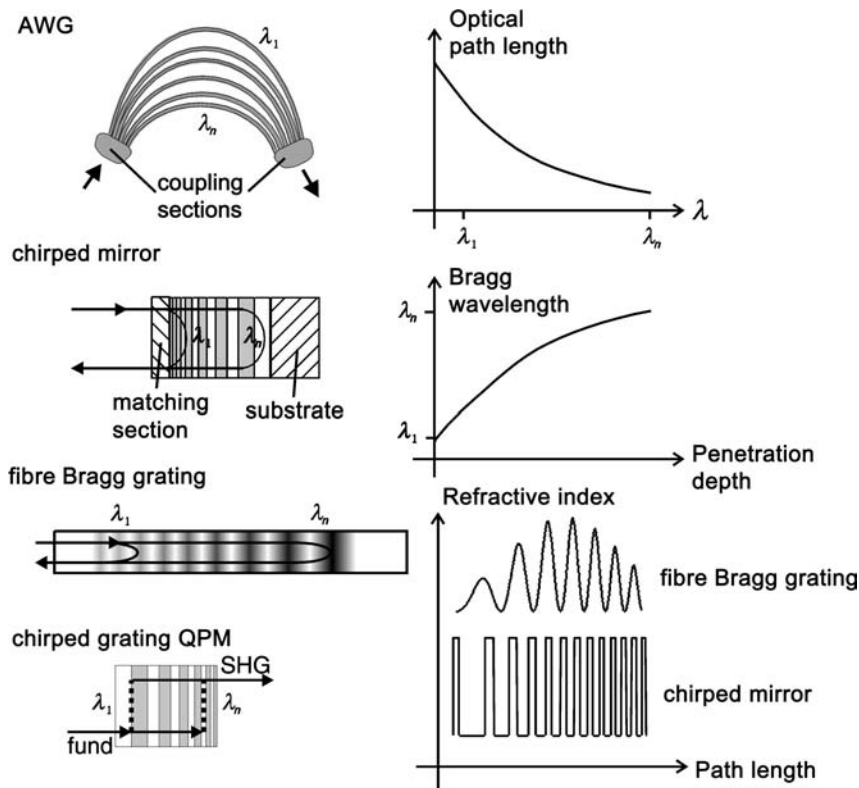 AWG
λ1
λn
coupling
sections
Optical
path length
λ
λ1
λn
chirped mirror
λ1
λn
matching
section
substrate
Bragg
wavelength
λn
λ1
Penetration
depth
fibre Bragg grating
λ1
λn
Refractive index
fibre Bragg grating
chirped mirror
Path length
chirped grating QPM
SHG
λ1
λn
fund